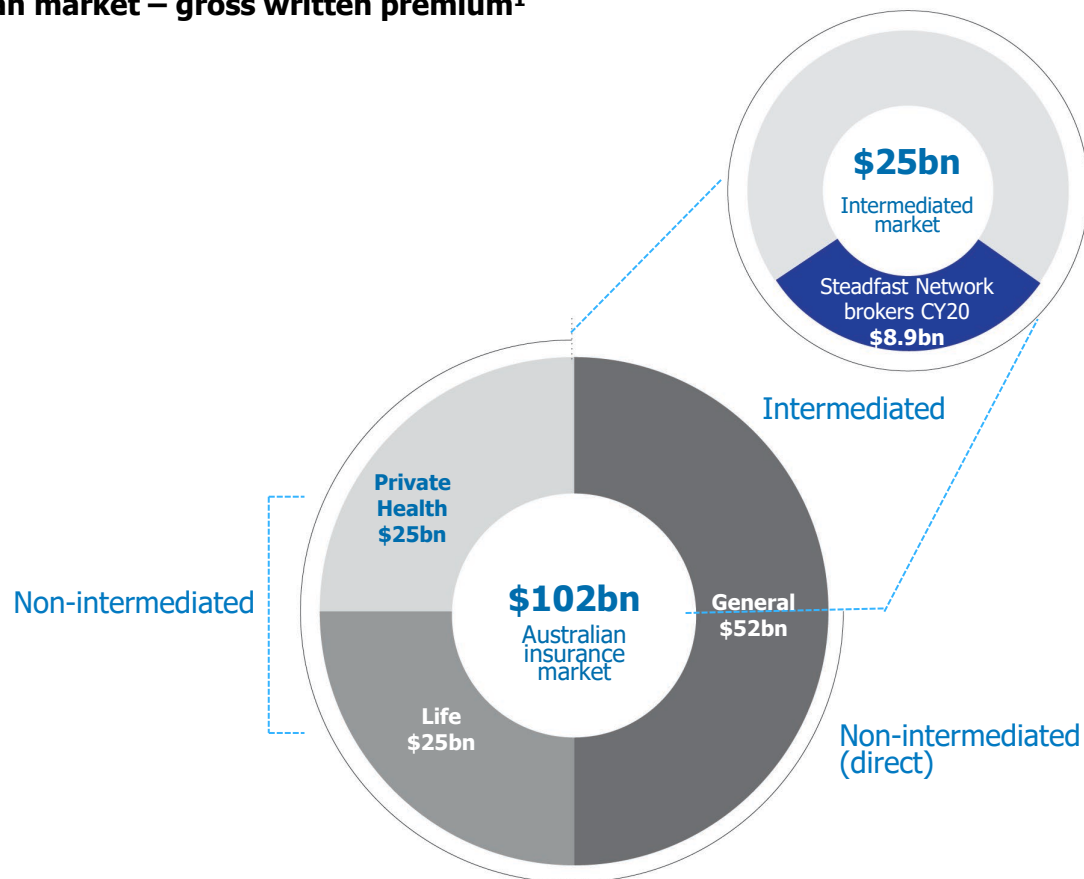 market – gross written premium¹
$25bn
Intermediated
market
Steadfast Network
brokers CY20
$8.9bn
Intermediated
Private
Health
$25bn
Non-intermediated
$102bn
Australian
insurance
market
General
$52bn
Life
$25bn
Non-intermediated
(direct)